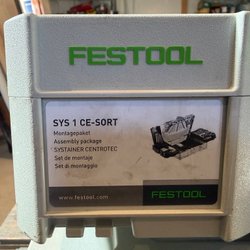 FESTOOL
SYS 1 CE-SORT
Montagepaket
Assembly package
SYSTAINER CENTROTEC
Set de montaje
Set di montaggio
www.festool.com
FESTOOL